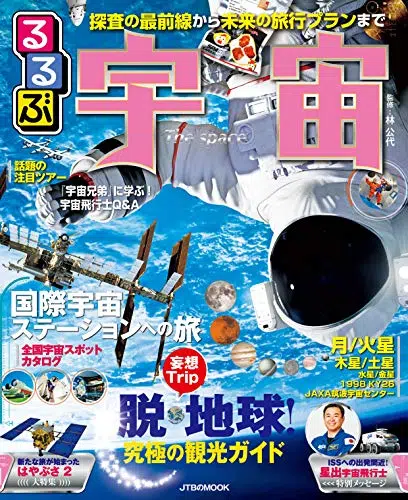 探査の最前線から未来の旅行プランまで
るるぶ
宇宙
The space
監修 林 公代
話題の
注目ツアー
『宇宙兄弟』に学ぶ！
宇宙飛行士Q&A
国際宇宙
ステーションへの旅
全国宇宙スポット
カタログ
月/火星
木星/土星
水星/金星
1998 KY26
JAXA筑波宇宙センター
妄想
Trip
脱・地球！
究極の観光ガイド
新たな旅が始まった
はやぶさ2
((((大特集))))
JTBのMOOK
ISSへの出発間近！
星出宇宙飛行士
<<<特別メッセージ>>>